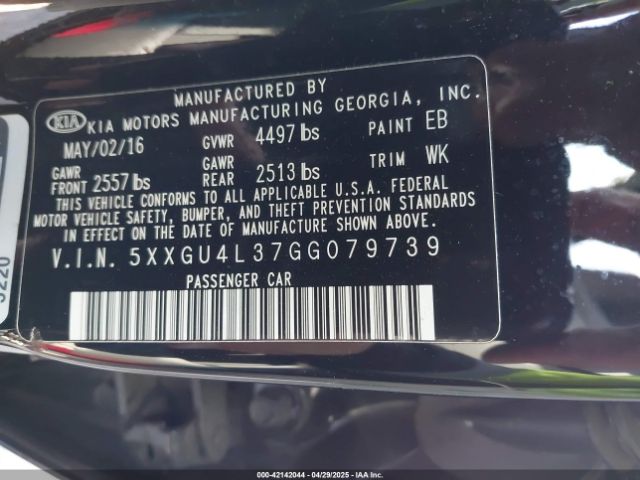 MANUFACTURED BY
KIA KIA MOTORS MANUFACTURING GEORGIA, INC.
MAY/02/16 GVWR 4497 lbs PAINT EB
GAWR FRONT 2557 lbs GAWR REAR 2513 lbs TRIM WK
THIS VEHICLE CONFORMS TO ALL APPLICABLE U.S.A. FEDERAL
MOTOR VEHICLE SAFETY, BUMPER, AND THEFT PREVENTION STANDARDS
IN EFFECT ON THE DATE OF MANUFACTURE SHOWN ABOVE.
V.I.N. 5XXGU4L37GG079739
PASSENGER CAR
000-42142044 - 04/29/2025 - IAAI.COM